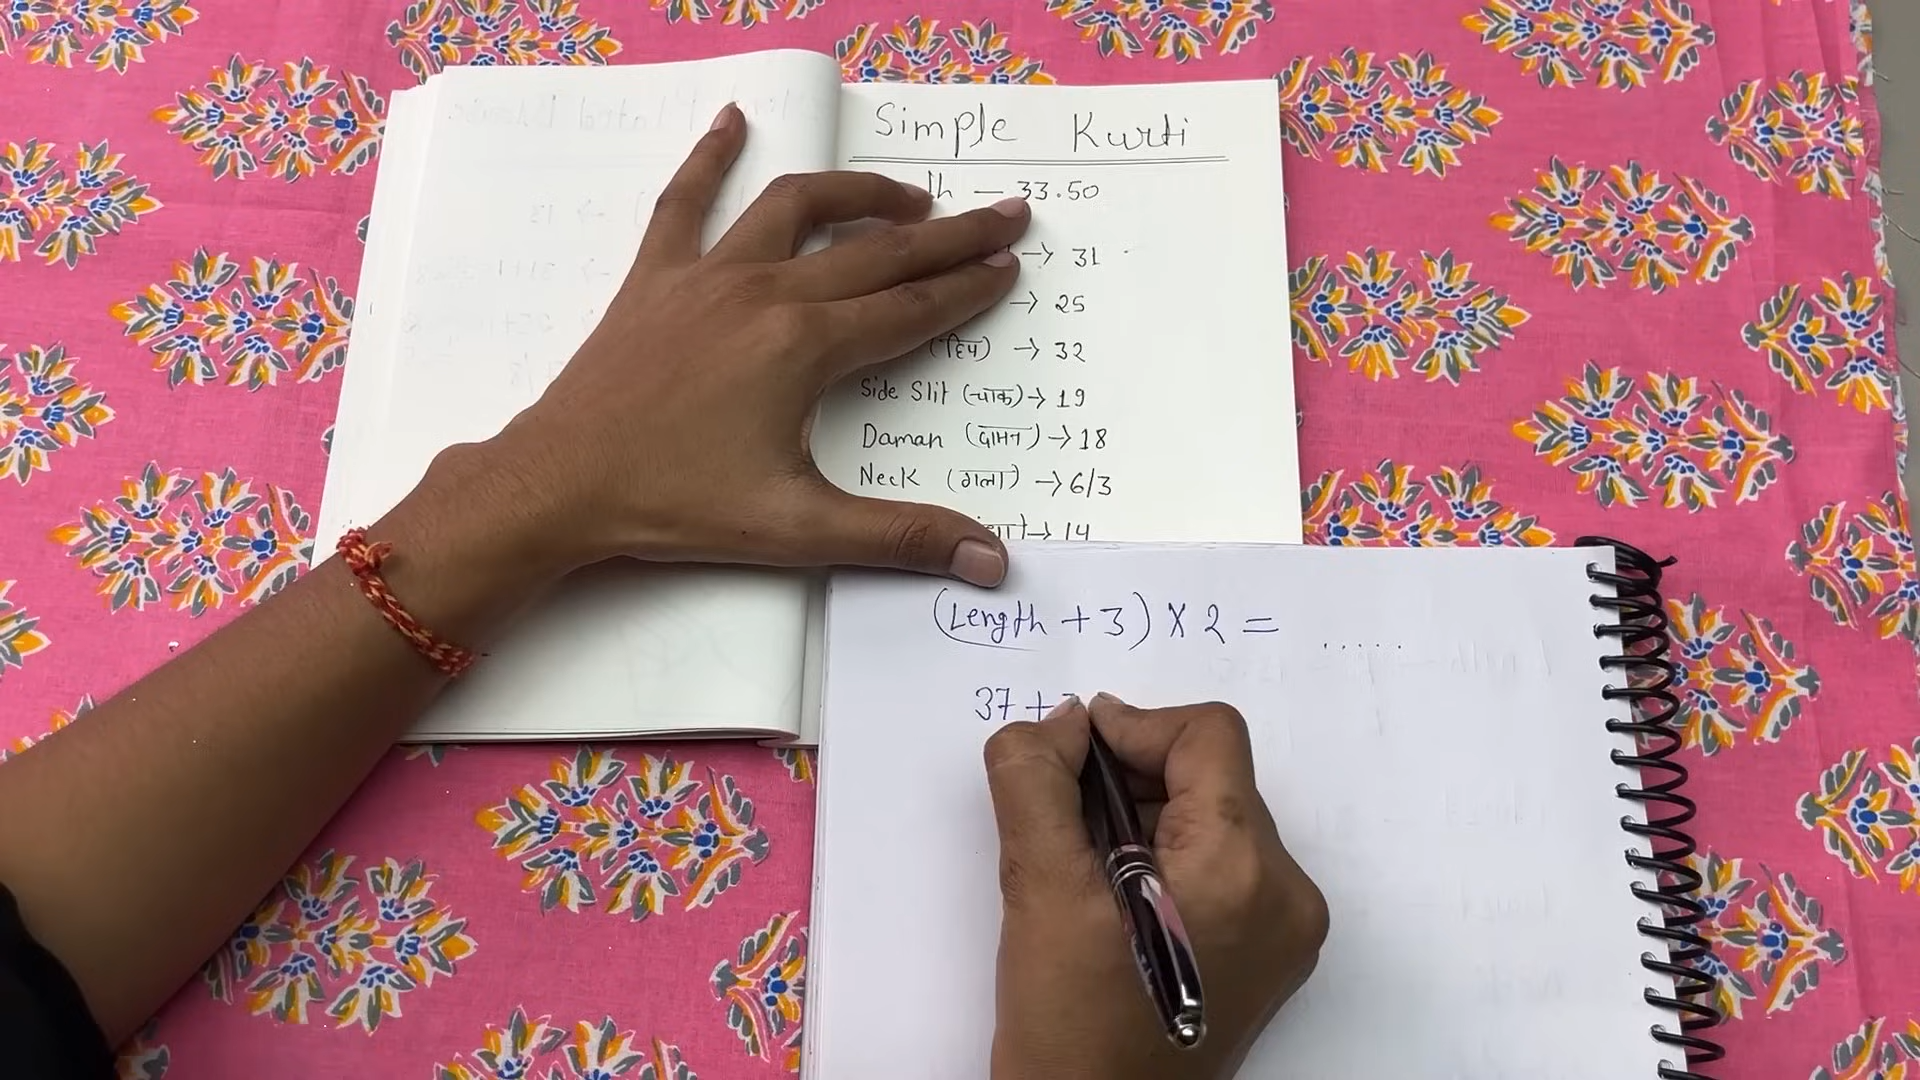 Simple Kurti
— 33.50
→ 31
→ 25
(हिप) → 32
Side Slit (चाक) → 19
Daman (दामन) → 18
Neck (गला) → 6/3
→ 14
(Length + 3) X 2 = .....
37 +